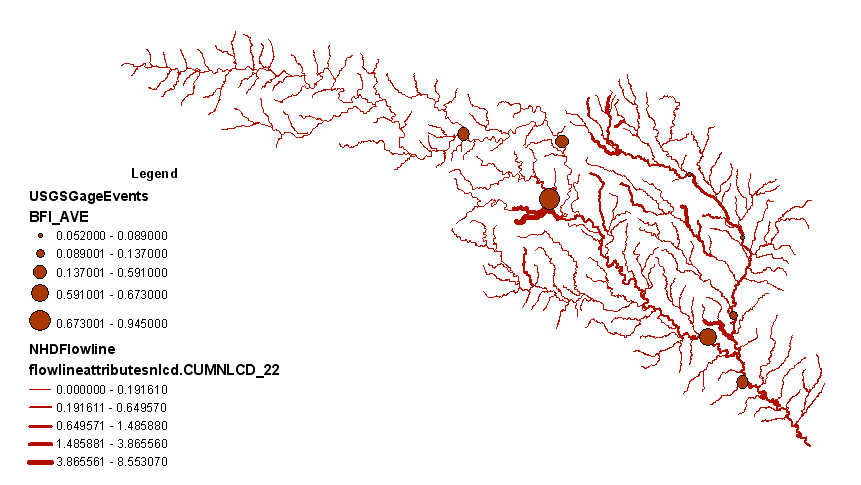 Legend
USGSGageEvents
BFI_AVE
0.052000 - 0.089000
0.089001 - 0.137000
0.137001 - 0.591000
0.591001 - 0.673000
0.673001 - 0.945000
NHDFlowline
flowlineattributesnlcd.CUMNLCD_22
0.000000 - 0.191610
0.191611 - 0.649570
0.649571 - 1.485880
1.485881 - 3.865560
3.865561 - 8.553070